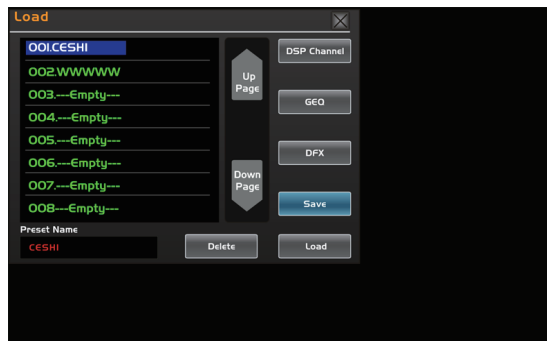 Load
001.CESHI
002.WWWWW
003.---Empty---
004.---Empty---
005.---Empty---
006.---Empty---
007.---Empty---
008---Empty---
Up
Page
Down
Page
DSP Channel
GEQ
DFX
Save
Preset Name
CESHI
Delete
Load